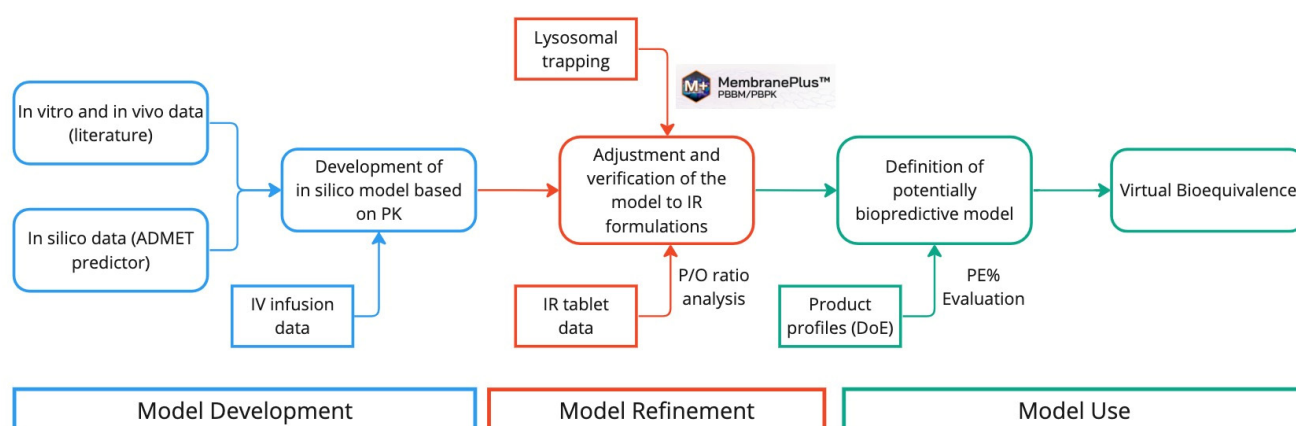 Lysosomal
trapping
M+
MembranePlus™
PBBM/PBPK
In vitro and in vivo data
(literature)
In silico data (ADMET
predictor)
Development of
in silico model based
on PK
IV infusion
data
Adjustment and
verification of the
model to IR
formulations
IR tablet
data
P/O ratio
analysis
Definition of
potentially
biopredictive model
Product
profiles (DoE)
PE%
Evaluation
Virtual Bioequivalence
Model Development
Model Refinement
Model Use